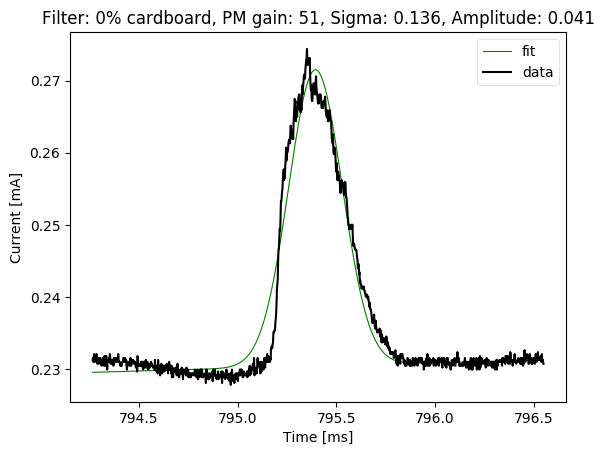 Filter: 0% cardboard, PM gain: 51, Sigma: 0.136, Amplitude: 0.041
fit
data
0.27
0.26
0.25
0.24
0.23
Current [mA]
794.5 795.0 795.5 796.0 796.5
Time [ms]